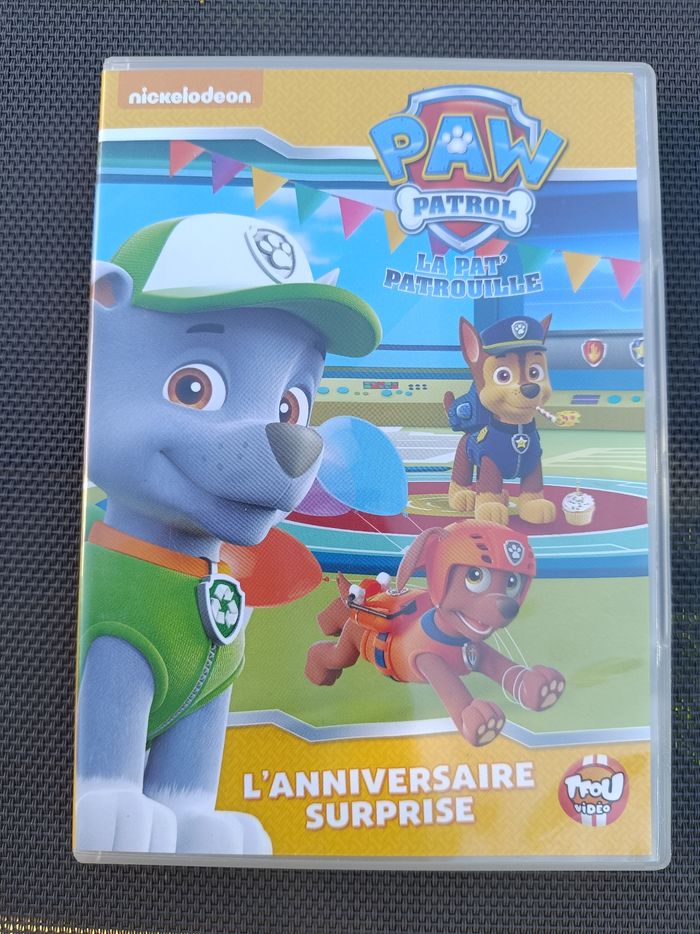 nickelodeon
PAW
PATROL
LA PAT'
PATROUILLE
L'ANNIVERSAIRE
SURPRISE
TFOU
VIDÉO